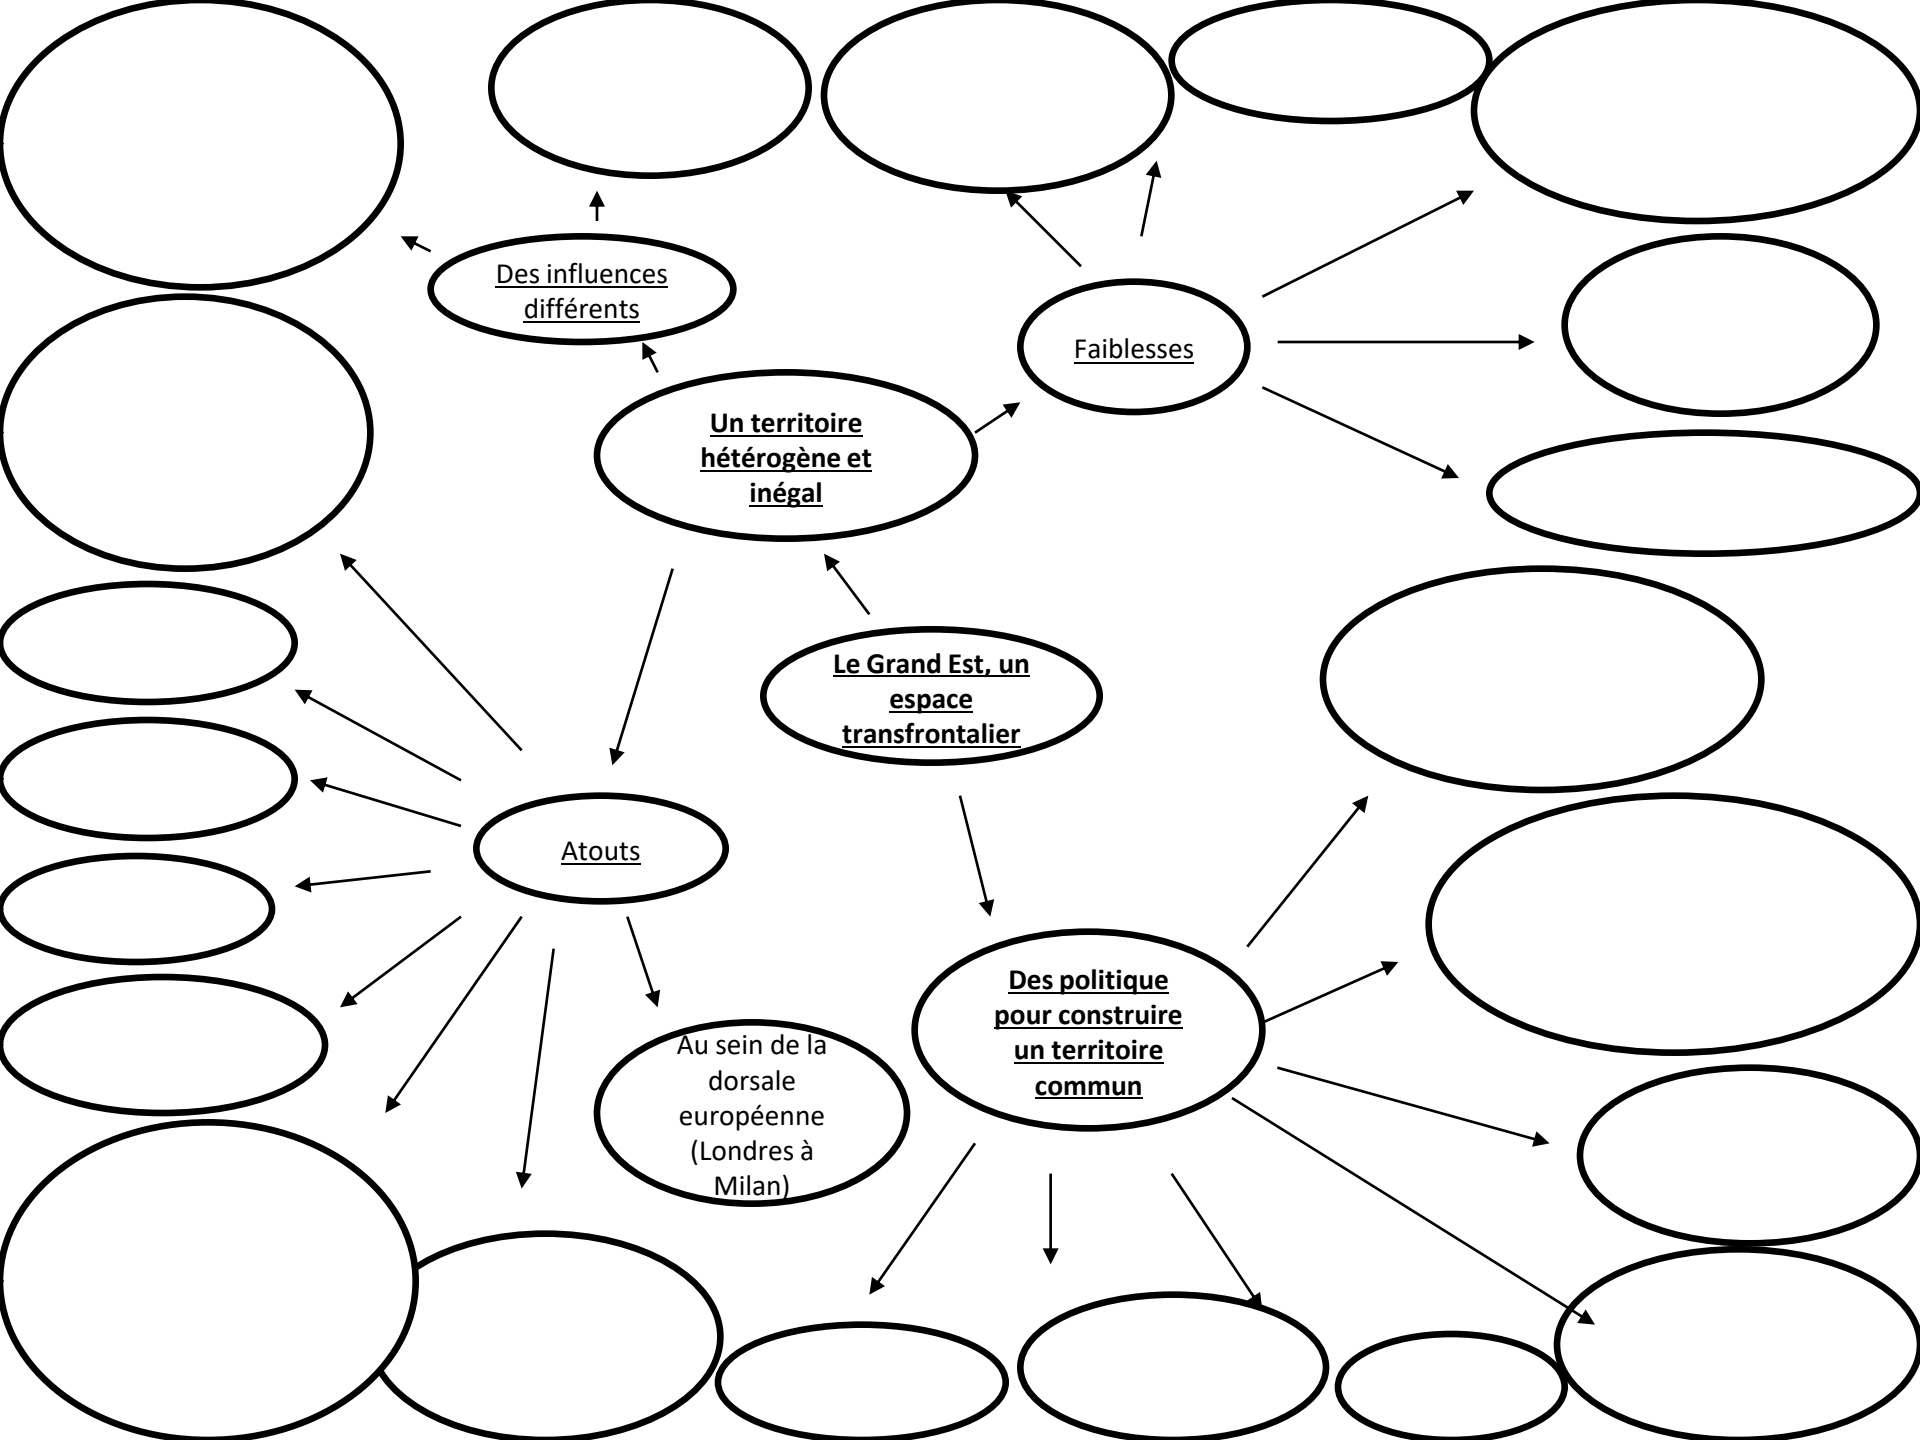 Des influences
différents
Faiblesses
Un territoire
hétérogène et
inégal
Le Grand Est, un
espace
transfrontalier
Atouts
Des politique
pour construire
un territoire
commun
Au sein de la
dorsale
européenne
(Londres à
Milan)